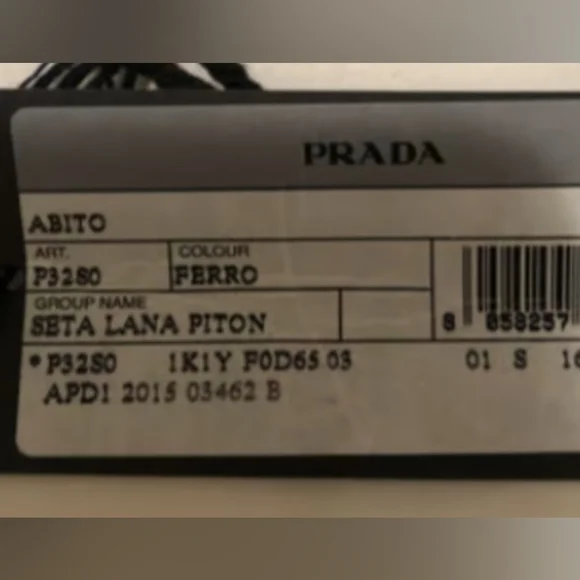 PRADA
ABITO
ART. COLOUR
P32S0 FERRO
GROUP NAME
SETA LANA PITON
8 058257
*P32S0 1K1Y F0D65 03 01 S 16
APD1 2015 03462 B